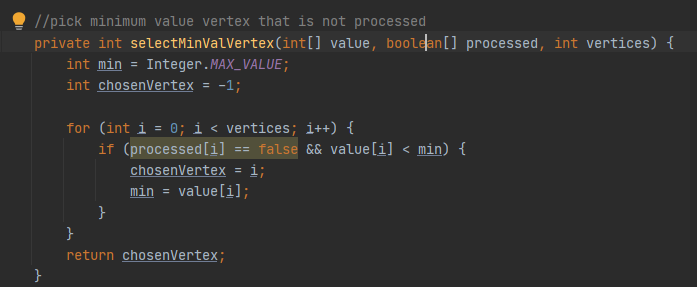 //pick minimum value vertex that is not processed
private int selectMinValVertex(int[] value, boolean[] processed, int vertices) {
int min = Integer.MAX_VALUE;
int chosenVertex = -1;
for (int i = 0; i < vertices; i++) {
if (processed[i] == false && value[i] < min) {
chosenVertex = i;
min = value[i];
}
}
return chosenVertex;
}